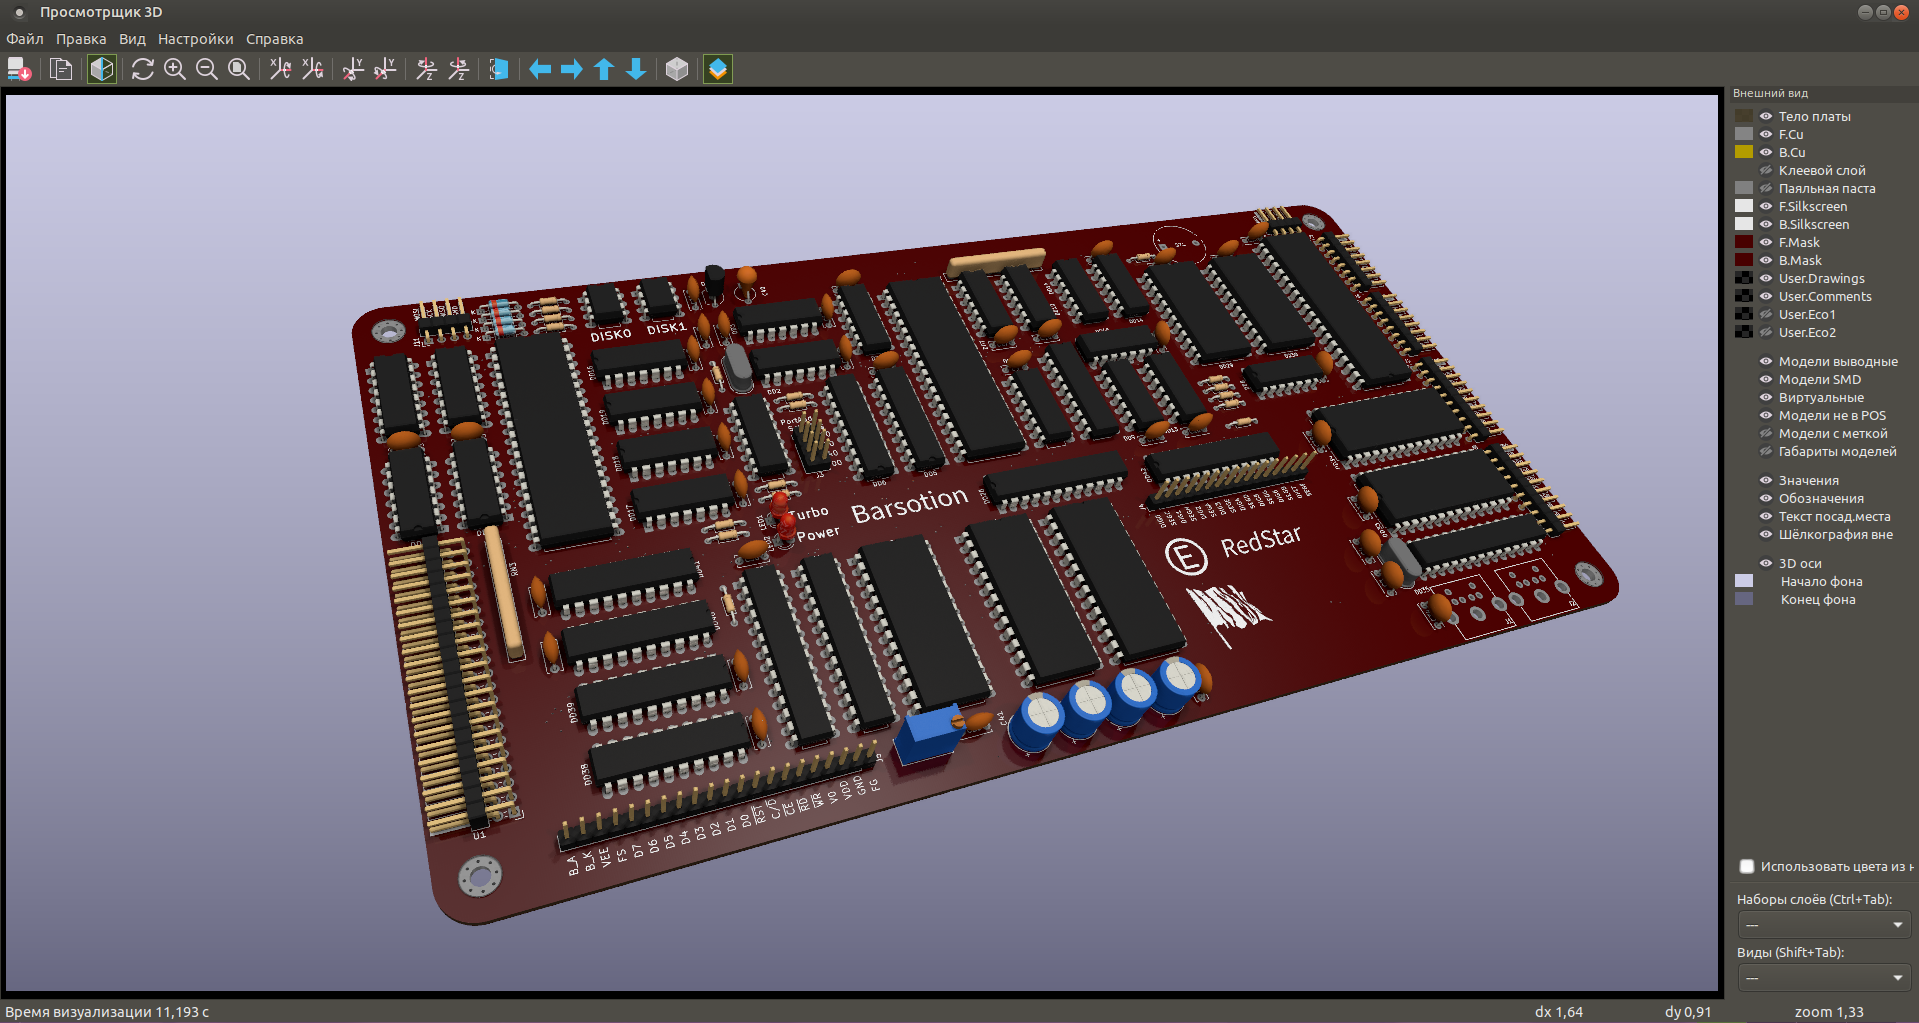 Просмотрщик 3D
Файл Правка Вид Настройки Справка
Внешний вид
Тело платы
F.Cu
B.Cu
Клеевой слой
Паяльная паста
F.Silkscreen
B.Silkscreen
F.Mask
B.Mask
User.Drawings
User.Comments
User.Eco1
User.Eco2
Модели выводные
Модели SMD
Виртуальные
Модели не в POS
Модели с меткой
Габариты моделей
Значения
Обозначения
Текст посад.места
Шёлкография вне
3D оси
Начало фона
Конец фона
Использовать цвета из н
Наборы слоёв (Ctrl+Tab):
---
Виды (Shift+Tab):
---
DISK0 DISK1
Turbo
Power
Barsotion
E RedStar
RN3
DD39
DD38
C41
U1
B_A
B_K
VEE
FS
D7
D6
D5
D4
D3
D2
D1
D0
RST
C/D
CE
RD
WR
V0
VDD
GND
FG
Время визуализации 11,193 с
dx 1,64
dy 0,91
zoom 1,33